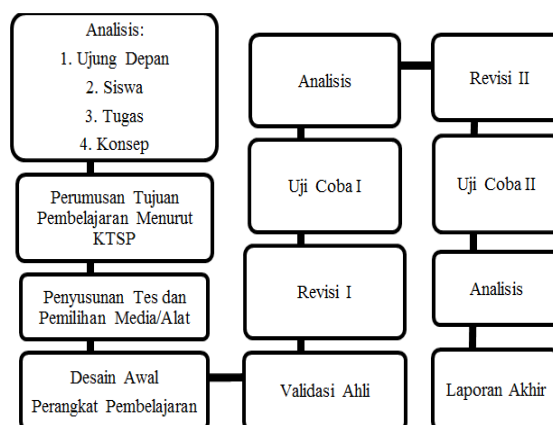 Analisis:
1. Ujung Depan
2. Siswa
3. Tugas
4. Konsep
Perumusan Tujuan
Pembelajaran Menurut
KTSP
Penyusunan Tes dan
Pemilihan Media/Alat
Desain Awal
Perangkat Pembelajaran
Validasi Ahli
Revisi I
Uji Coba I
Analisis
Revisi II
Uji Coba II
Analisis
Laporan Akhir